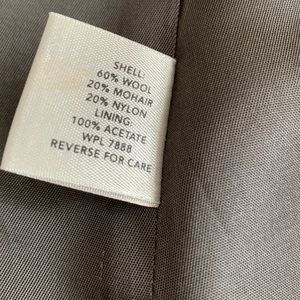 SHELL:
60% WOOL
20% MOHAIR
20% NYLON
LINING:
100% ACETATE
WPL 7888
REVERSE FOR CARE